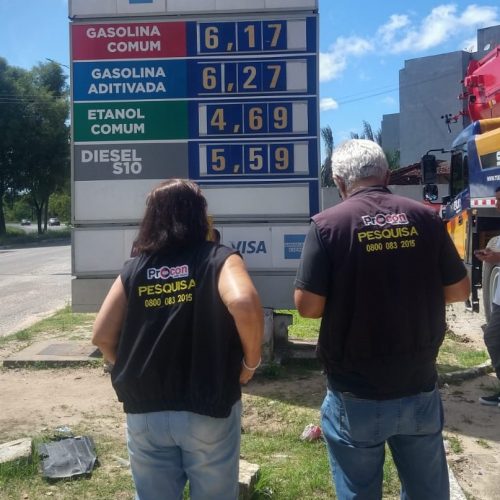 GASOLINA
COMUM
6,17
GASOLINA
ADITIVADA
6,27
ETANOL
COMUM
4,69
DIESEL
S10
5,59
VISA
Procon
PESQUISA
0800 083 2015
Procon
PESQUISA
0800 083 2015